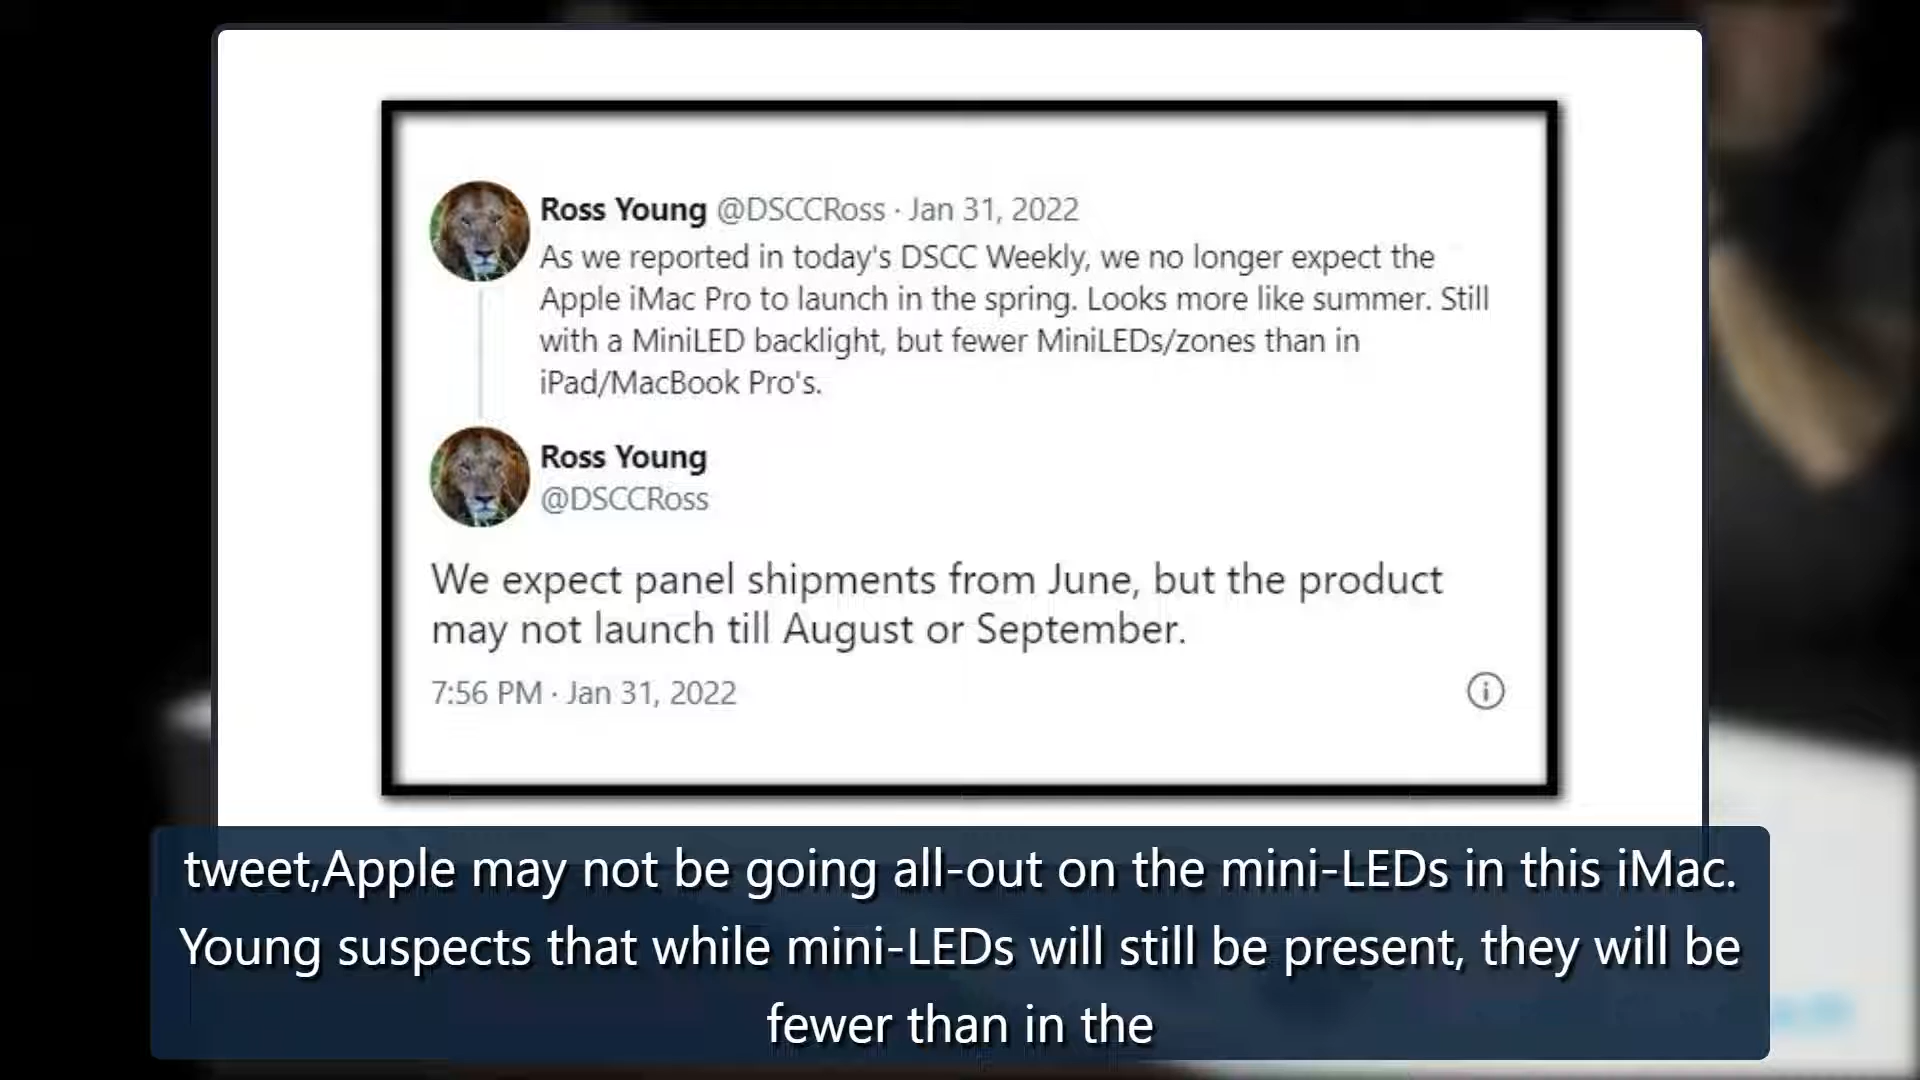 Ross Young @DSCCRoss · Jan 31, 2022
As we reported in today's DSCC Weekly, we no longer expect the
Apple iMac Pro to launch in the spring. Looks more like summer. Still
with a MiniLED backlight, but fewer MiniLEDs/zones than in
iPad/MacBook Pro's.
Ross Young
@DSCCRoss
We expect panel shipments from June, but the product
may not launch till August or September.
7:56 PM · Jan 31, 2022
tweet,Apple may not be going all-out on the mini-LEDs in this iMac.
Young suspects that while mini-LEDs will still be present, they will be
fewer than in the